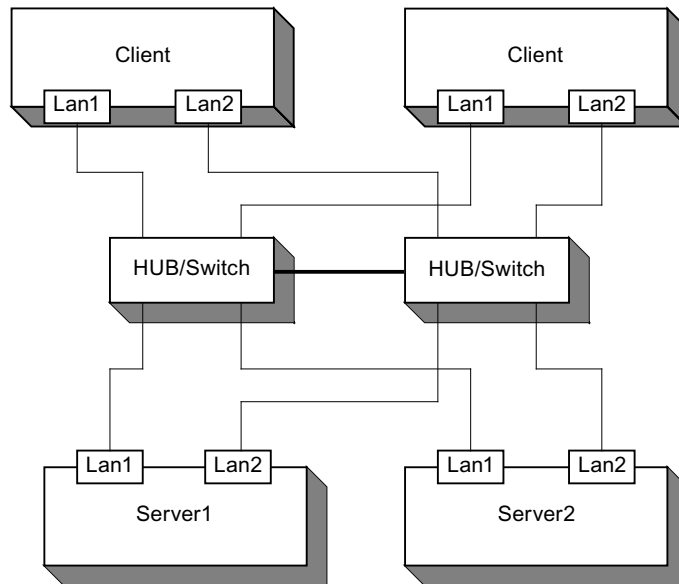 Client
Client
Lan1
Lan2
Lan1
Lan2
HUB/Switch
HUB/Switch
Lan1
Lan2
Lan1
Lan2
Server1
Server2